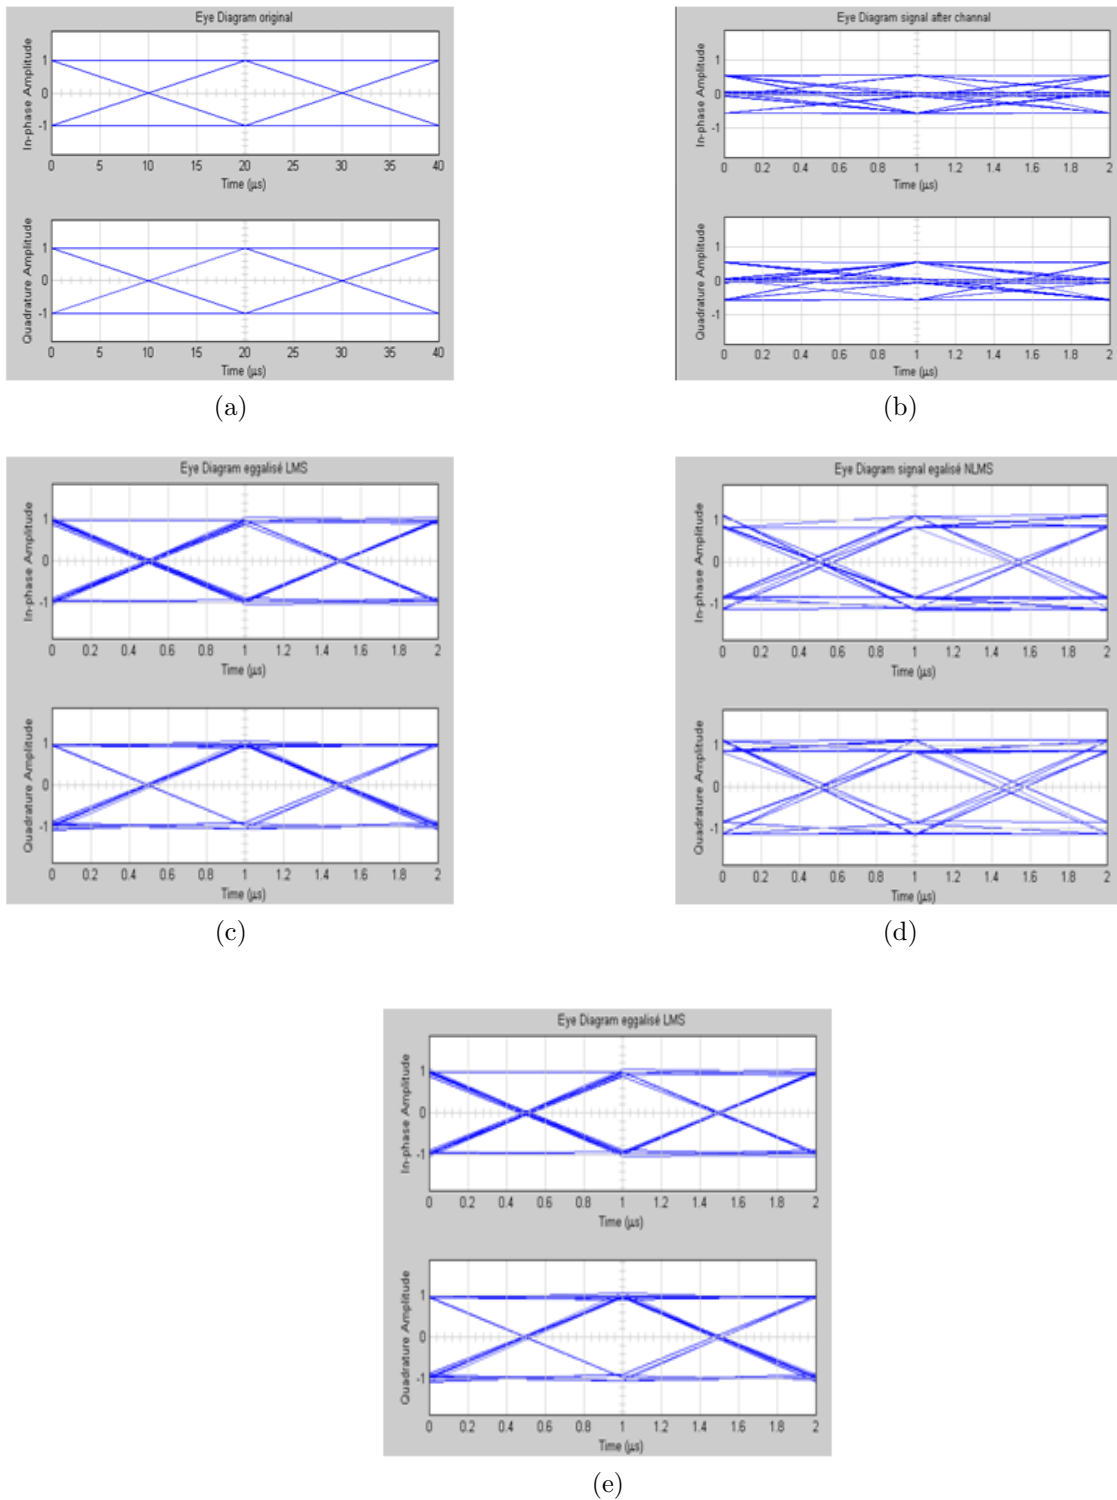 Eye Diagram original
In-phase Amplitude
1
0
-1
0 5 10 15 20 25 30 35 40
Time (μs)
Quadrature Amplitude
1
0
-1
0 5 10 15 20 25 30 35 40
Time (μs)
(a)
Eye Diagram signal after channal
In-phase Amplitude
1
0
-1
0 0.2 0.4 0.6 0.8 1 1.2 1.4 1.6 1.8 2
Time (μs)
Quadrature Amplitude
1
0
-1
0 0.2 0.4 0.6 0.8 1 1.2 1.4 1.6 1.8 2
Time (μs)
(b)
Eye Diagram eggalisé LMS
In-phase Amplitude
1
0
-1
0 0.2 0.4 0.6 0.8 1 1.2 1.4 1.6 1.8 2
Time (μs)
Quadrature Amplitude
1
0
-1
0 0.2 0.4 0.6 0.8 1 1.2 1.4 1.6 1.8 2
Time (μs)
(c)
Eye Diagram signal egalisé NLMS
In-phase Amplitude
1
0
-1
0 0.2 0.4 0.6 0.8 1 1.2 1.4 1.6 1.8 2
Time (μs)
Quadrature Amplitude
1
0
-1
0 0.2 0.4 0.6 0.8 1 1.2 1.4 1.6 1.8 2
Time (μs)
(d)
Eye Diagram eggalisé LMS
In-phase Amplitude
1
0
-1
0 0.2 0.4 0.6 0.8 1 1.2 1.4 1.6 1.8 2
Time (μs)
Quadrature Amplitude
1
0
-1
0 0.2 0.4 0.6 0.8 1 1.2 1.4 1.6 1.8 2
Time (μs)
(e)